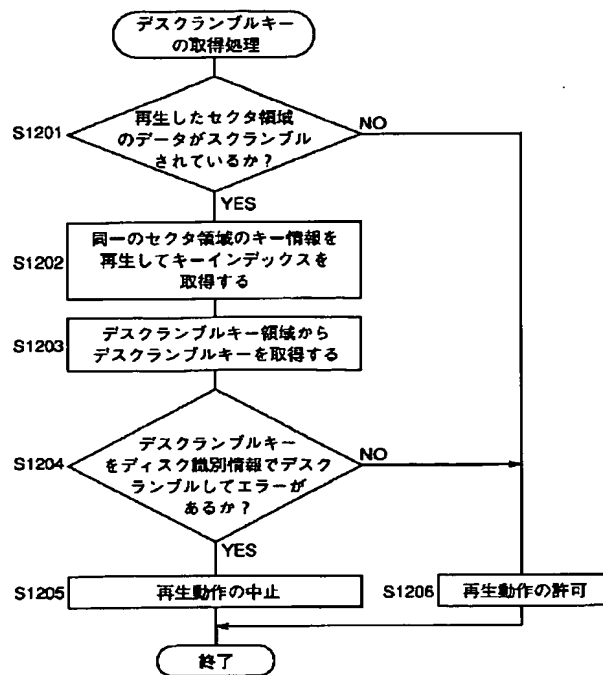 デスクランブルキー
の取得処理
S1201
再生したセクタ領域
のデータがスクランブル
されているか？
NO
YES
S1202
同一のセクタ領域のキー情報を
再生してキーインデックスを
取得する
S1203
デスクランブルキー領域から
デスクランブルキーを取得する
S1204
デスクランブルキー
をディスク識別情報でデスク
ランブルしてエラーが
あるか？
NO
YES
S1205
再生動作の中止
S1206
再生動作の許可
終了